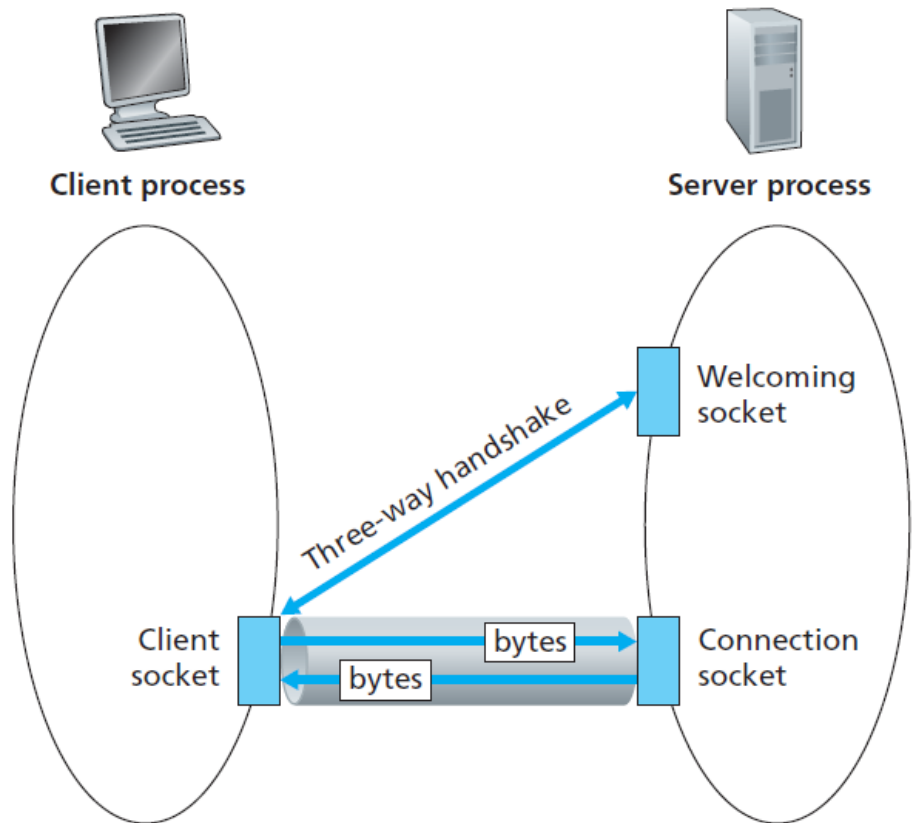 Client process
Server process
Welcoming
socket
Three-way handshake
Client
socket
bytes
bytes
Connection
socket